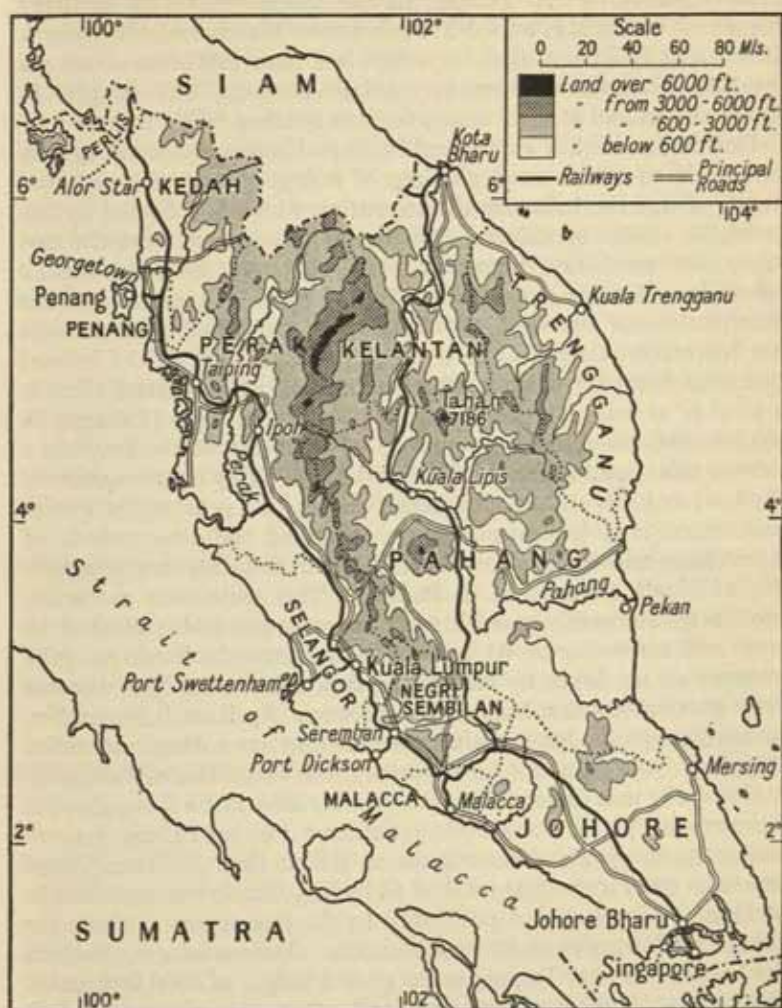 100°
102°
Scale
0 20 40 60 80 Mls.
Land over 6000 ft.
" from 3000-6000 ft.
" " 600-3000 ft.
" below 600 ft.
Railways Principal Roads
SIAM
PERLIS
Kota Bharu
Alor Star
KEDAH
6°
6°
104°
Georgetown
Penang
PENANG
PERAK
KELANTAN
TRENGGANU
Kuala Trengganu
Taiping
Tahan
7186
Ipoh
Perak
Kuala Lipis
4°
4°
PAHANG
Pahang
Pekan
Strait of Malacca
SELANGOR
Kuala Lumpur
Port Swettenham
NEGRI SEMBILAN
Seremban
Port Dickson
Mersing
MALACCA
Malacca
JOHORE
2°
2°
SUMATRA
Johore Bharu
Singapore
100°
102°